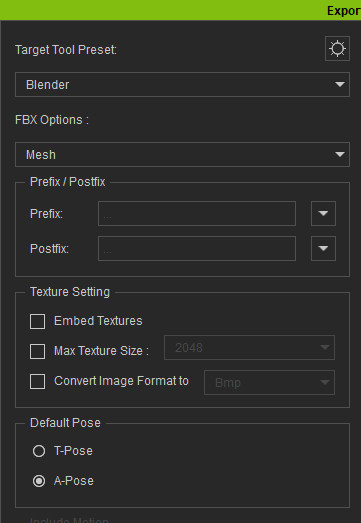 Expor
Target Tool Preset:
Blender
FBX Options :
Mesh
Prefix / Postfix
Prefix:
Postfix:
Texture Setting
Embed Textures
Max Texture Size :
2048
Convert Image Format to
Bmp
Default Pose
T-Pose
A-Pose
Include Motion